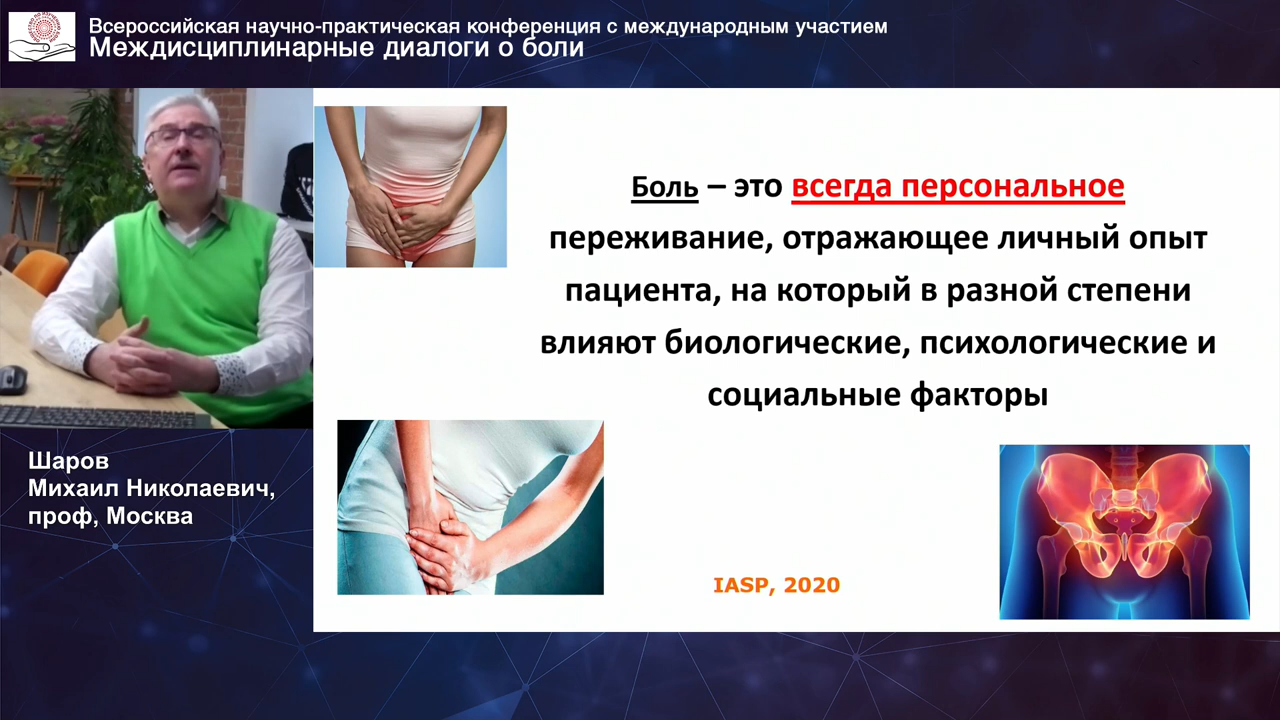 Всероссийская научно-практическая конференция с международным участием
Междисциплинарные диалоги о боли
Боль – это всегда персональное
переживание, отражающее личный опыт
пациента, на который в разной степени
влияют биологические, психологические и
социальные факторы
IASP, 2020
Шаров
Михаил Николаевич,
проф, Москва